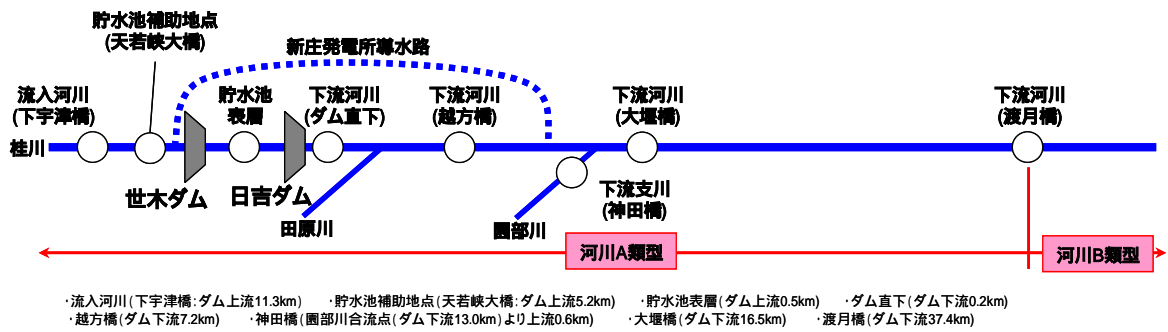 貯水池補助地点
(天若峡大橋)
新庄発電所導水路
流入河川
(下宇津橋)
貯水池
表層
下流河川
(ダム直下)
下流河川
(越方橋)
下流河川
(大堰橋)
下流河川
(渡月橋)
桂川
世木ダム
日吉ダム
田原川
園部川
下流支川
(神田橋)
河川A類型
河川B類型
・流入河川(下宇津橋:ダム上流11.3km) ・貯水池補助地点(天若峡大橋:ダム上流5.2km) ・貯水池表層(ダム上流0.5km) ・ダム直下(ダム下流0.2km)
・越方橋(ダム下流7.2km) ・神田橋(園部川合流点(ダム下流13.0km)より上流0.6km) ・大堰橋(ダム下流16.5km) ・渡月橋(ダム下流37.4km)